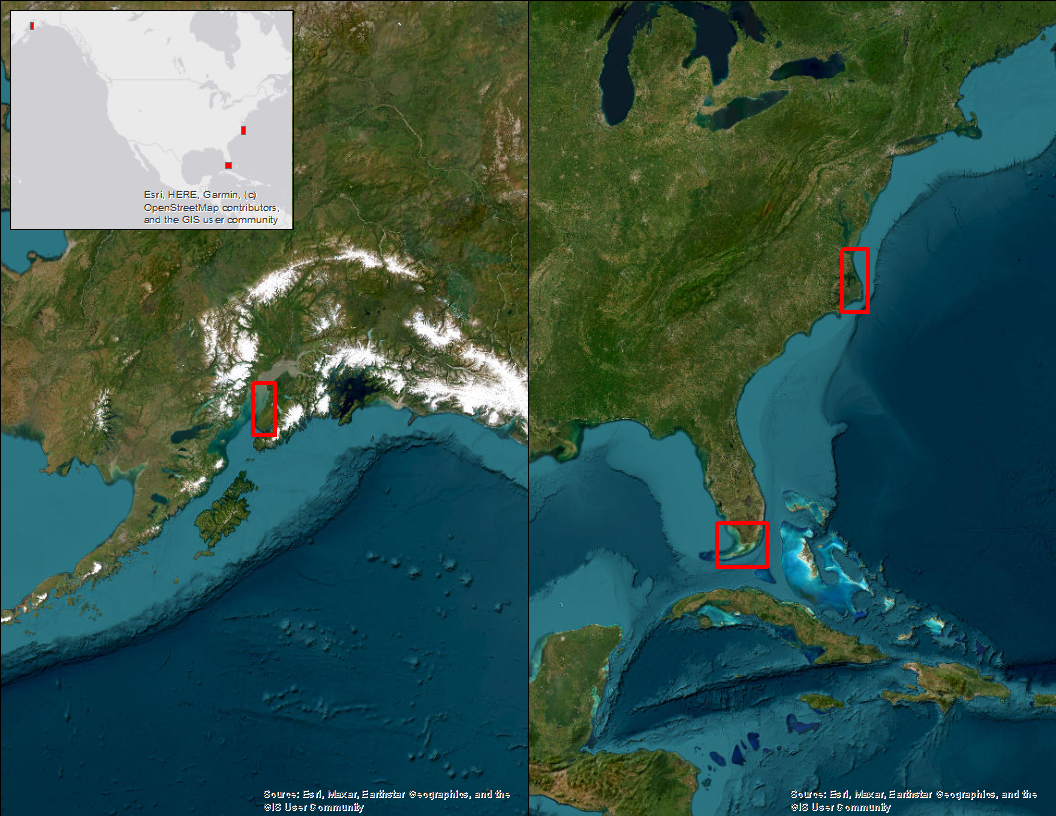 Esri, HERE, Garmin, (c)
OpenStreetMap contributors,
and the GIS user community
Source: Esri, Maxar, Earthstar Geographics, and the
GIS User Community
Source: Esri, Maxar, Earthstar Geographics, and the
GIS User Community